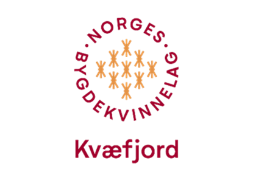 · NORGES ·
BYGDEKVINNELAG
Kvæfjord